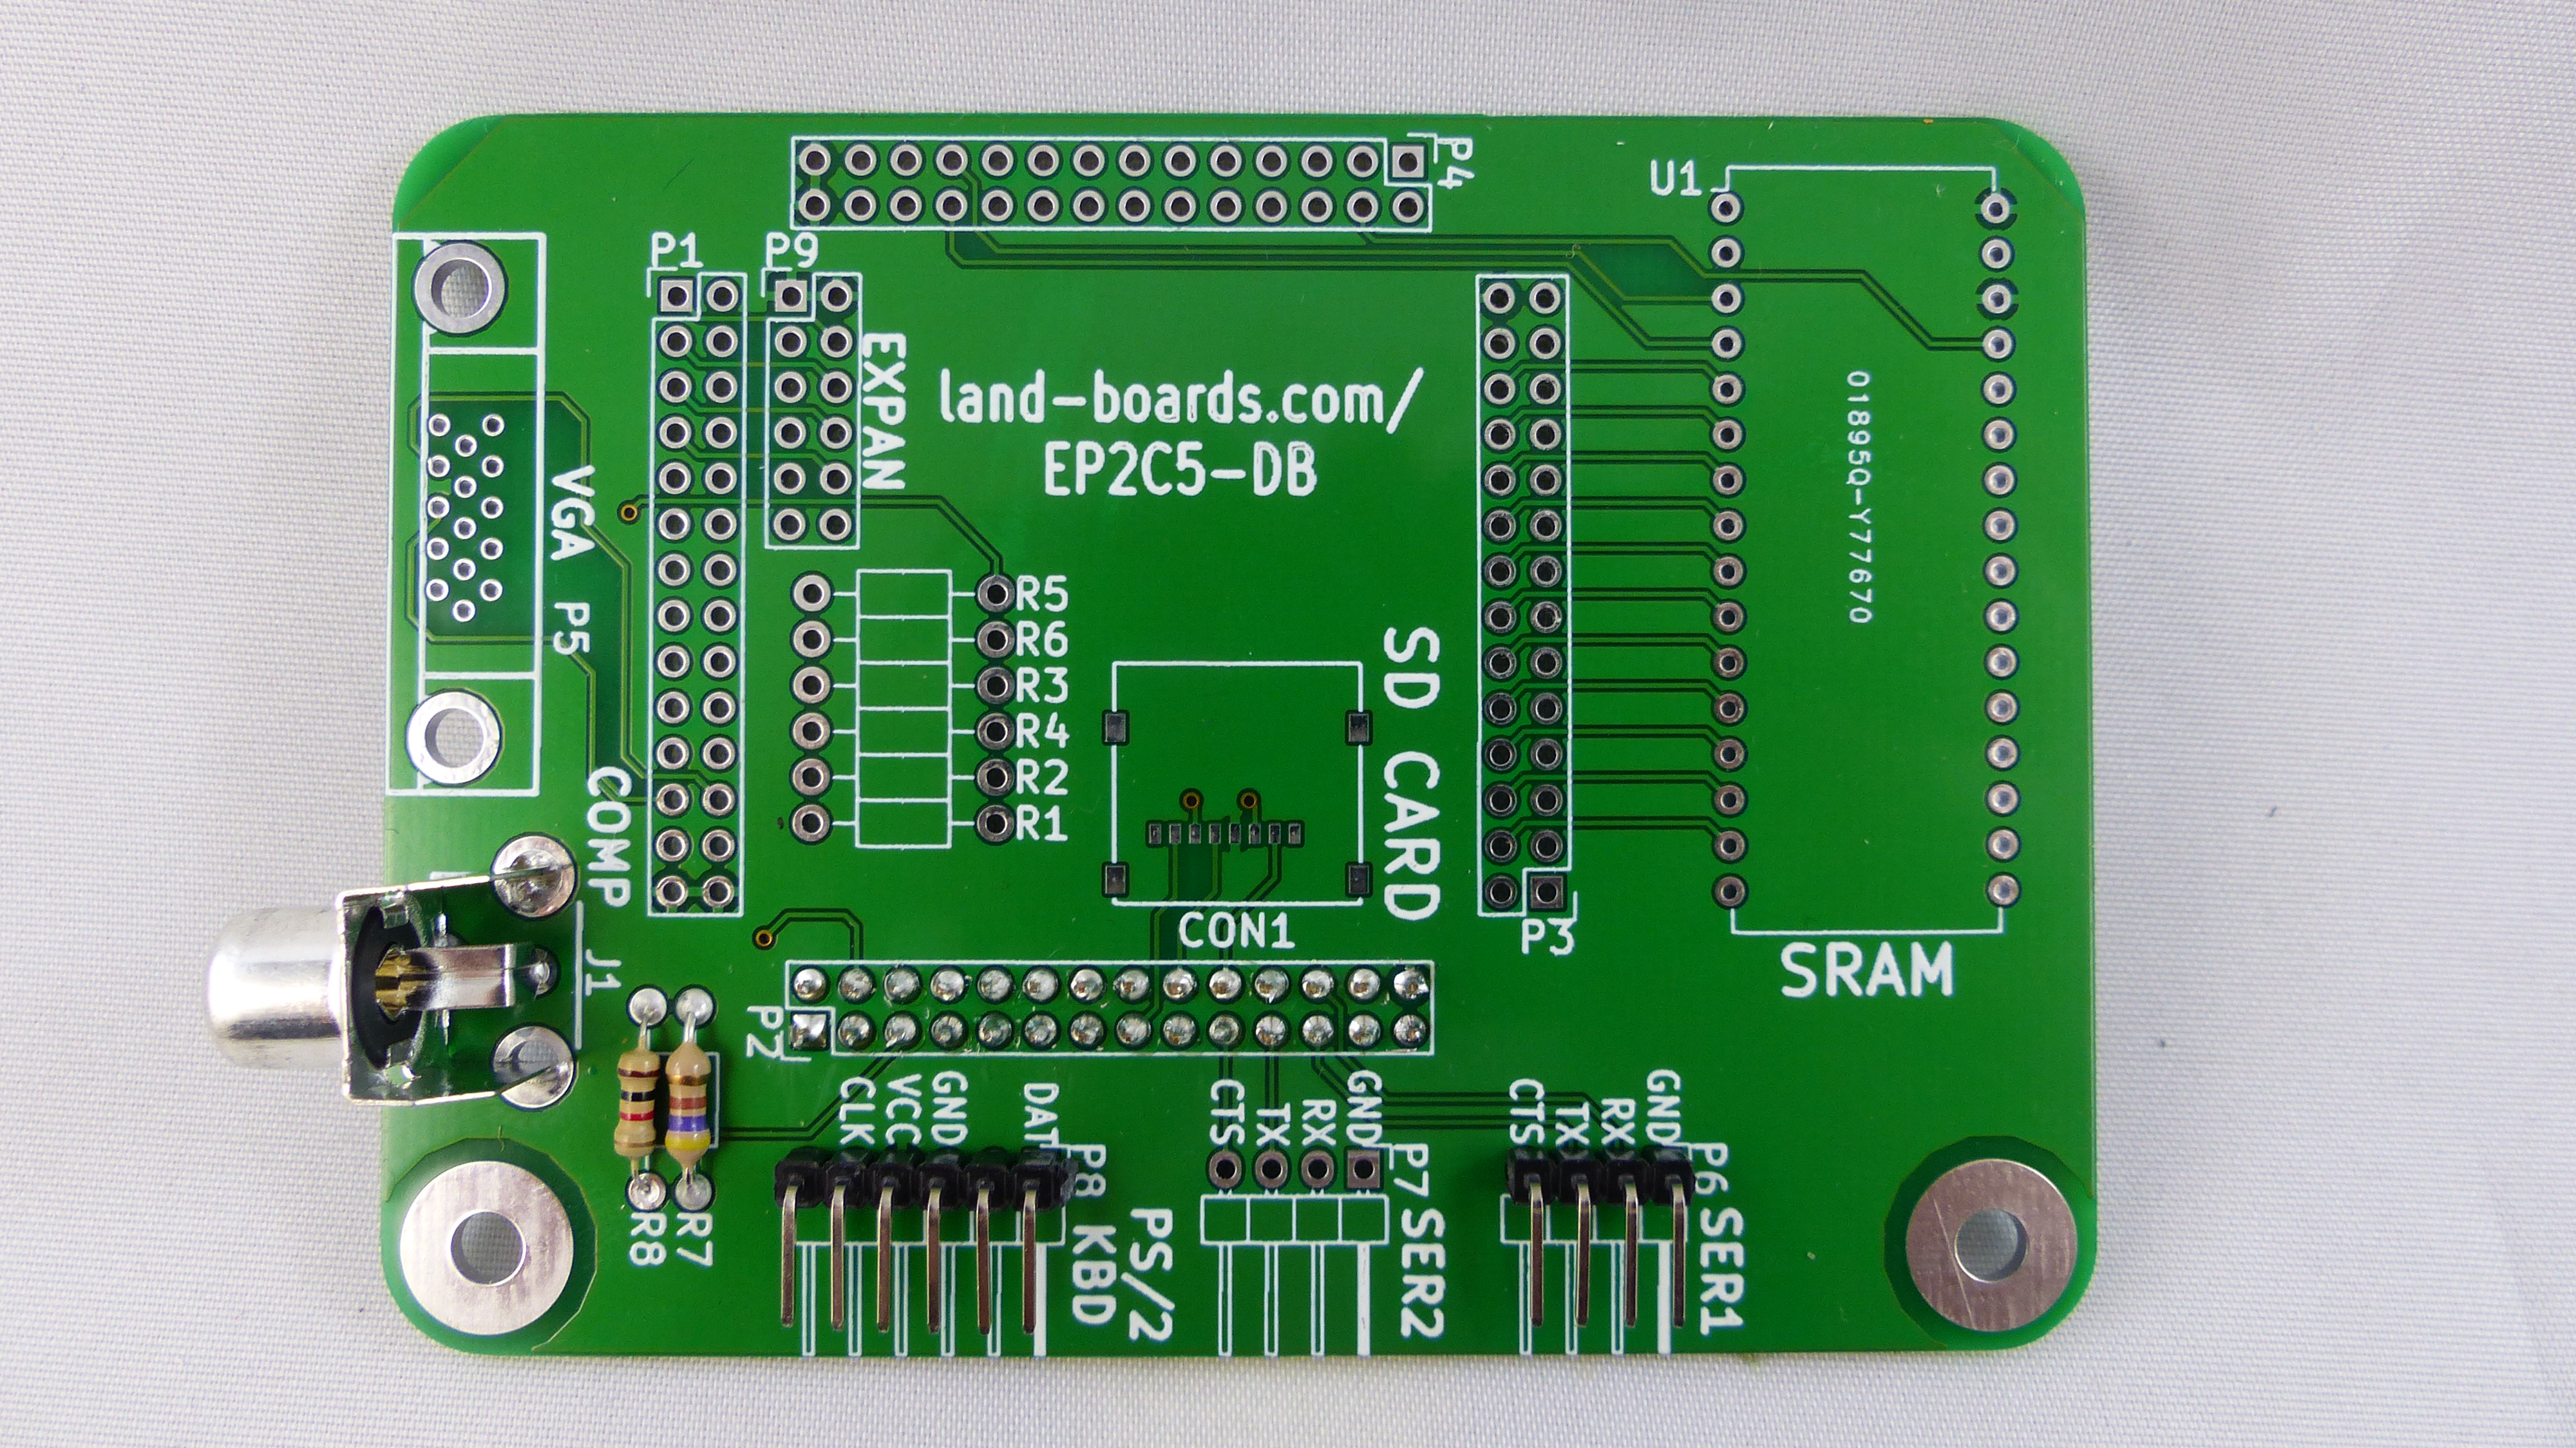 P4
U1
P1
P9
EXPAN
land-boards.com/
EP2C5-DB
01895Q-Y77670
VGA
P5
R5
R6
R3
R4
R2
R1
SD CARD
COMP
CON1
P3
SRAM
J1
P2
CLK
VCC
GND
DAT
P8
PS/2
KBD
CTS
TX
RX
GND
P7
SER2
CTS
TX
RX
GND
P6
SER1
R8
R7